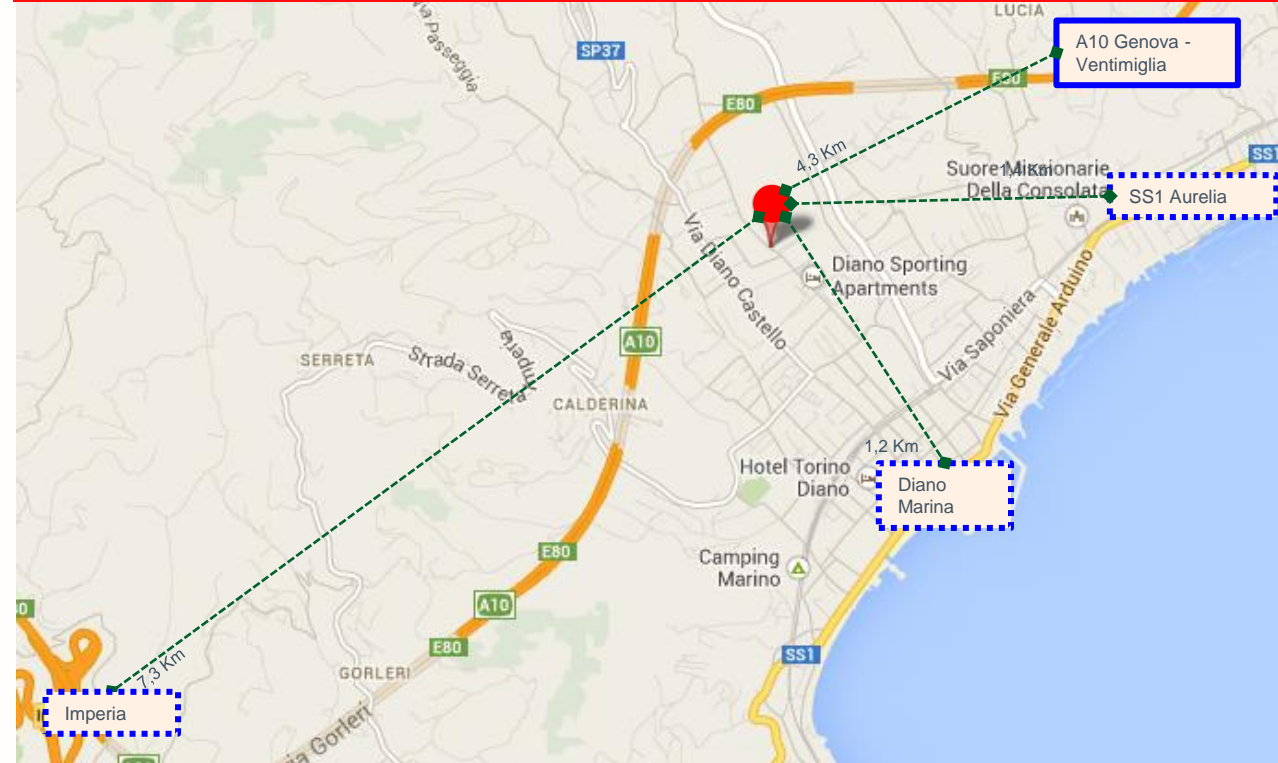 LUCIA
Via Passeggia
SP37
A10 Genova -
Ventimiglia
E80
E80
SS1
4,3 Km
Suore Missionarie
Della Consolata
1,4 Km
SS1 Aurelia
Via Diano Castello
Diano Sporting
Apartments
A10
Via Saponiera
Via Generale Arduino
SERRETA
Strada Serreta
Imperia
CALDERINA
1,2 Km
Hotel Torino
Diano
Diano
Marina
E80
Camping
Marino
A10
E80
SS1
GORLERI
7,3 Km
Imperia
Via Gorleri